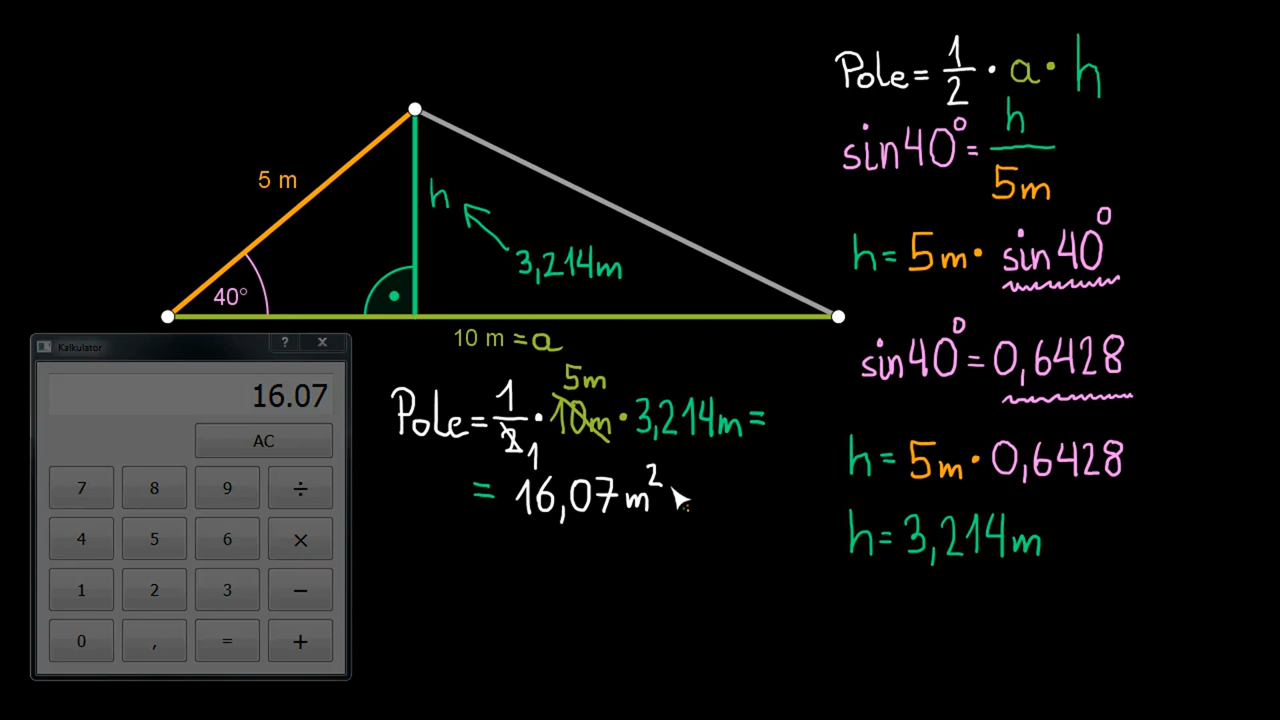 Pole = 1/2 · a · h
sin40° = h/5m
h = 5m · sin40°
sin40° = 0,6428
h = 5m · 0,6428
h = 3,214m
5 m
h
3,214m
40°
10 m = a
5m
Pole = 1/2 · 10m · 3,214m =
1
= 16,07m²
Kalkulator
? X
16.07
AC
7 8 9 ÷
4 5 6 ×
1 2 3 −
0 , = +